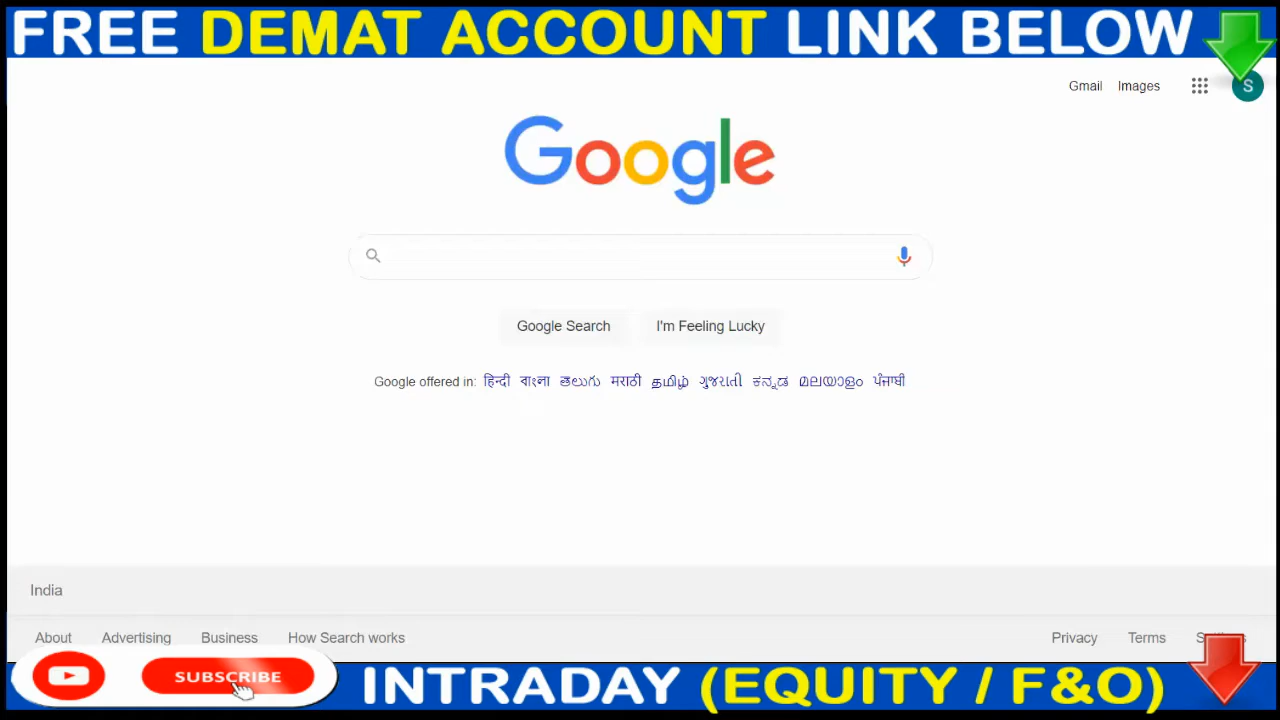 FREE DEMAT ACCOUNT LINK BELOW
Gmail Images S
Google
Google Search I'm Feeling Lucky
Google offered in: हिन्दी বাংলা తెలుగు मराठी தமிழ் ગુજરાતી ಕನ್ನಡ മലയാളം ਪੰਜਾਬੀ
India
About Advertising Business How Search works Privacy Terms
SUBSCRIBE
INTRADAY (EQUITY / F&O)